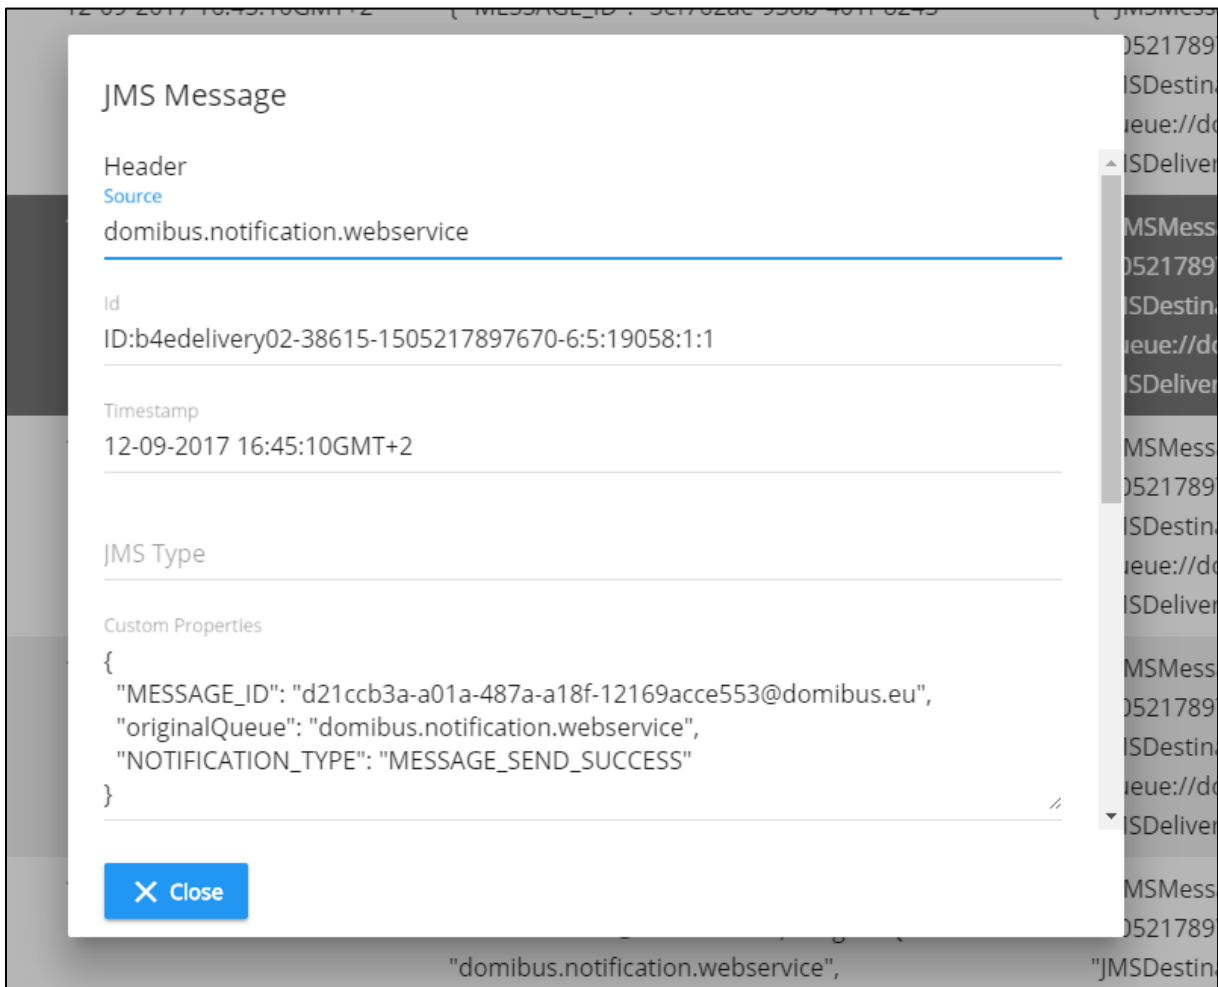 JMS Message
Header
Source
domibus.notification.webservice
Id
ID:b4edelivery02-38615-1505217897670-6:5:19058:1:1
Timestamp
12-09-2017 16:45:10GMT+2
JMS Type
Custom Properties
{
"MESSAGE_ID": "d21ccb3a-a01a-487a-a18f-12169acce553@domibus.eu",
"originalQueue": "domibus.notification.webservice",
"NOTIFICATION_TYPE": "MESSAGE_SEND_SUCCESS"
}
Close
"domibus.notification.webservice",